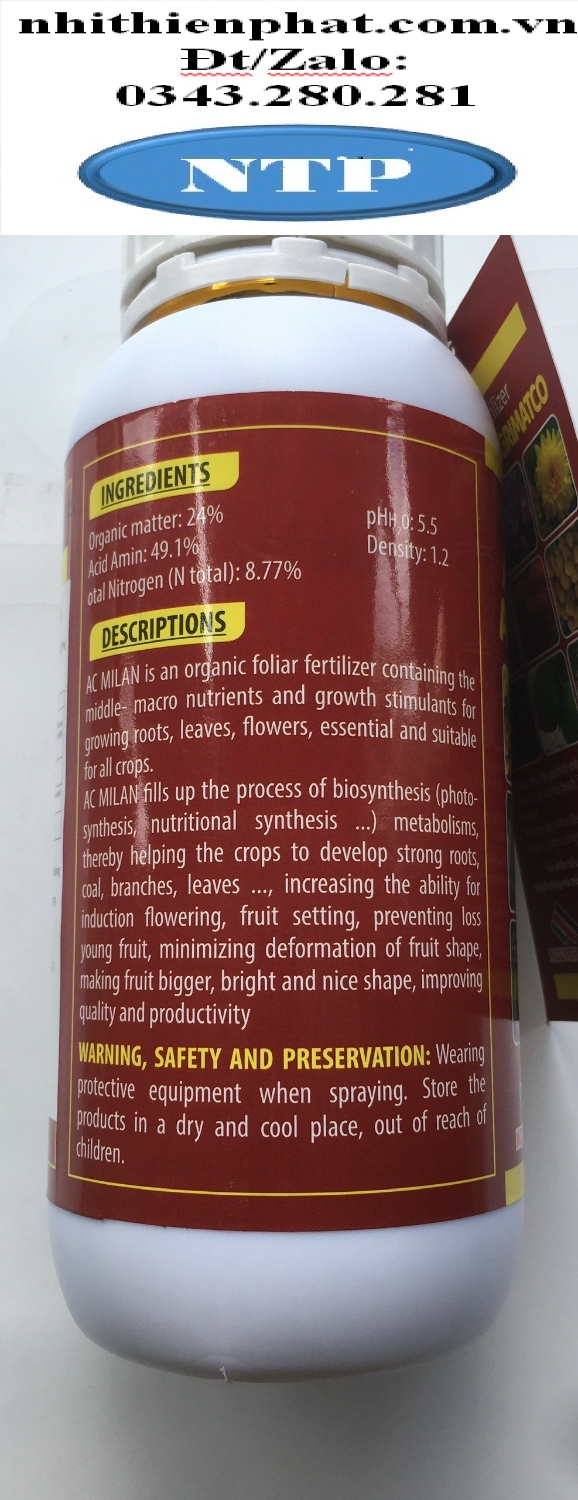 nhithienphat.com.vn
Đt/Zalo:
0343.280.281
NTP
INGREDIENTS
Organic matter: 24%
Acid Amin: 49.1%
otal Nitrogen (N total): 8.77%
pHH₂0: 5.5
Density: 1.2
DESCRIPTIONS
AC MILAN is an organic foliar fertilizer containing the
middle- macro nutrients and growth stimulants for
growing roots, leaves, flowers, essential and suitable
for all crops.
AC MILAN fills up the process of biosynthesis (photo-
synthesis, nutritional synthesis ...) metabolisms,
thereby helping the crops to develop strong roots,
coal, branches, leaves ..., increasing the ability for
induction flowering, fruit setting, preventing loss
young fruit, minimizing deformation of fruit shape,
making fruit bigger, bright and nice shape, improving
quality and productivity
WARNING, SAFETY AND PRESERVATION: Wearing
protective equipment when spraying. Store the
products in a dry and cool place, out of reach of
children.
lizer
RIMATCO